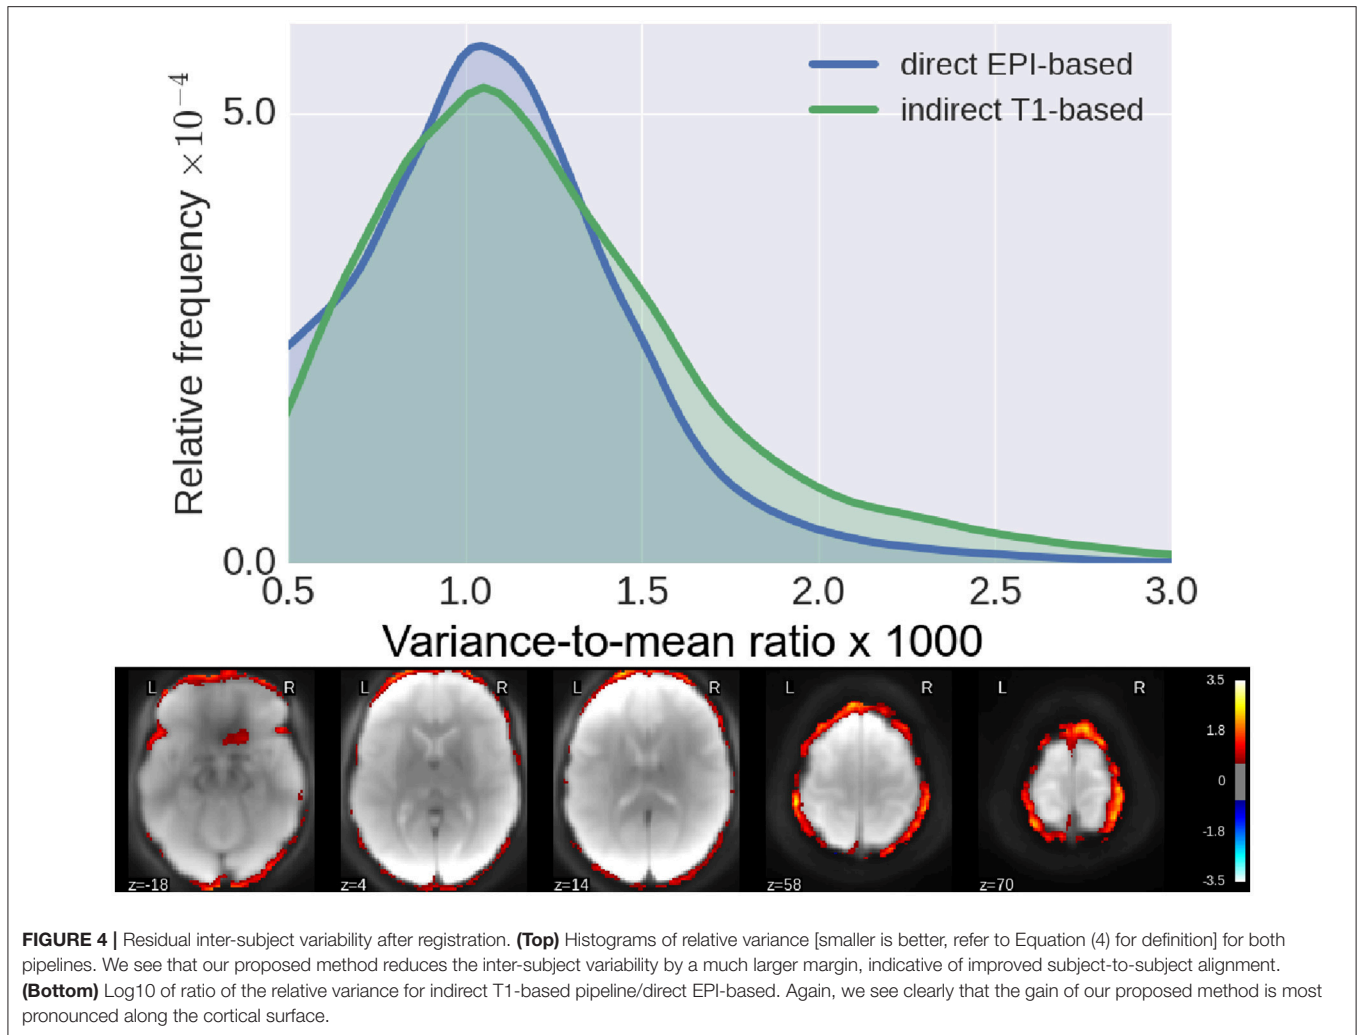 direct EPI-based
indirect T1-based
5.0
0.0
Relative frequency ×10⁻⁴
0.5 1.0 1.5 2.0 2.5 3.0
Variance-to-mean ratio x 1000
L R L R L R L R L R
3.5
1.8
0
-1.8
-3.5
z=-18 z=4 z=14 z=58 z=70
FIGURE 4 | Residual inter-subject variability after registration. (Top) Histograms of relative variance [smaller is better, refer to Equation (4) for definition] for both
pipelines. We see that our proposed method reduces the inter-subject variability by a much larger margin, indicative of improved subject-to-subject alignment.
(Bottom) Log10 of ratio of the relative variance for indirect T1-based pipeline/direct EPI-based. Again, we see clearly that the gain of our proposed method is most
pronounced along the cortical surface.